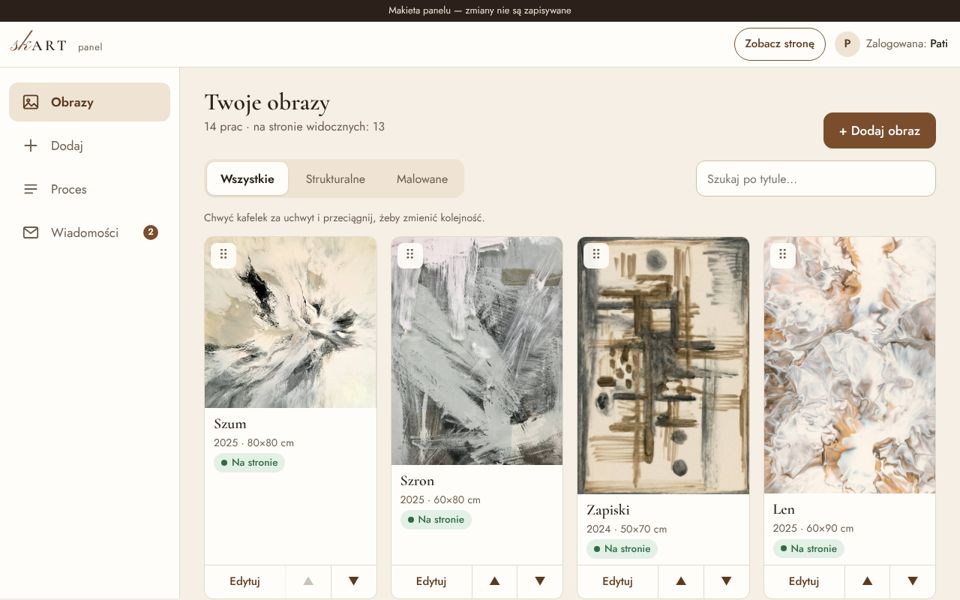 Makieta panelu — zmiany nie są zapisywane
skART panel
Zobacz stronę
P
Zalogowana: Pati
Obrazy
Dodaj
Proces
Wiadomości
2
Twoje obrazy
14 prac · na stronie widocznych: 13
+ Dodaj obraz
Wszystkie
Strukturalne
Malowane
Szukaj po tytule...
Chwyć kafelek za uchwyt i przeciągnij, żeby zmienić kolejność.
Szum
2025 · 80×80 cm
Na stronie
Edytuj
Szron
2025 · 60×80 cm
Na stronie
Edytuj
Zapiski
2024 · 50×70 cm
Na stronie
Edytuj
Len
2025 · 60×90 cm
Na stronie
Edytuj